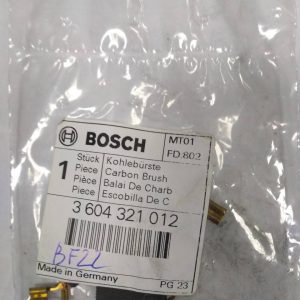 BOSCH
MT01
FD 802
1 Stück Kohlebürste
Piece Carbon Brush
Pièce Balai De Charb
Piece Escobilla De C
3 604 321 012
BF22
Made in Germany
PG 23